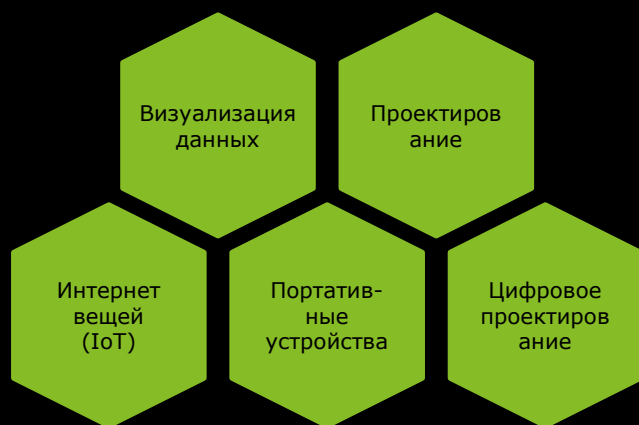 Визуализация
данных
Проектиров
ание
Интернет
вещей
(IoT)
Портатив-
ные
устройства
Цифровое
проектиров
ание